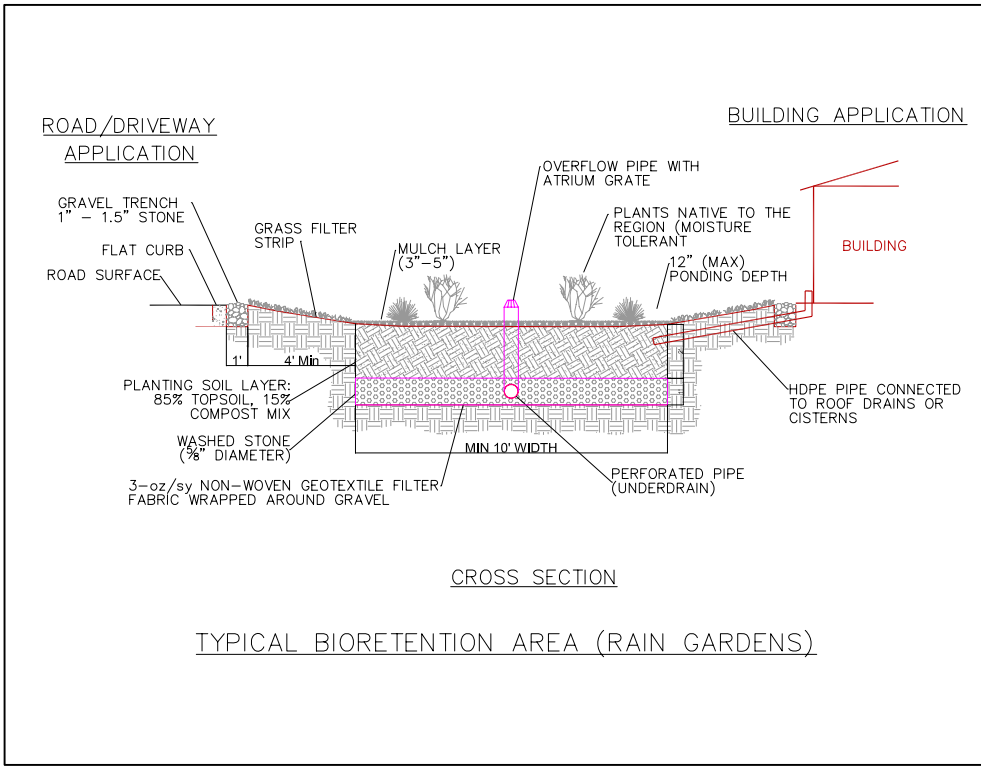 ROAD/DRIVEWAY
APPLICATION
BUILDING APPLICATION
OVERFLOW PIPE WITH
ATRIUM GRATE
GRAVEL TRENCH
1" – 1.5" STONE
GRASS FILTER
STRIP
PLANTS NATIVE TO THE
REGION (MOISTURE
TOLERANT
FLAT CURB
MULCH LAYER
(3"–5")
BUILDING
ROAD SURFACE
12" (MAX)
PONDING DEPTH
1'
4' Min
PLANTING SOIL LAYER:
85% TOPSOIL, 15%
COMPOST MIX
HDPE PIPE CONNECTED
TO ROOF DRAINS OR
CISTERNS
WASHED STONE
(⅝" DIAMETER)
MIN 10' WIDTH
PERFORATED PIPE
(UNDERDRAIN)
3–oz/sy NON–WOVEN GEOTEXTILE FILTER
FABRIC WRAPPED AROUND GRAVEL
CROSS SECTION
TYPICAL BIORETENTION AREA (RAIN GARDENS)